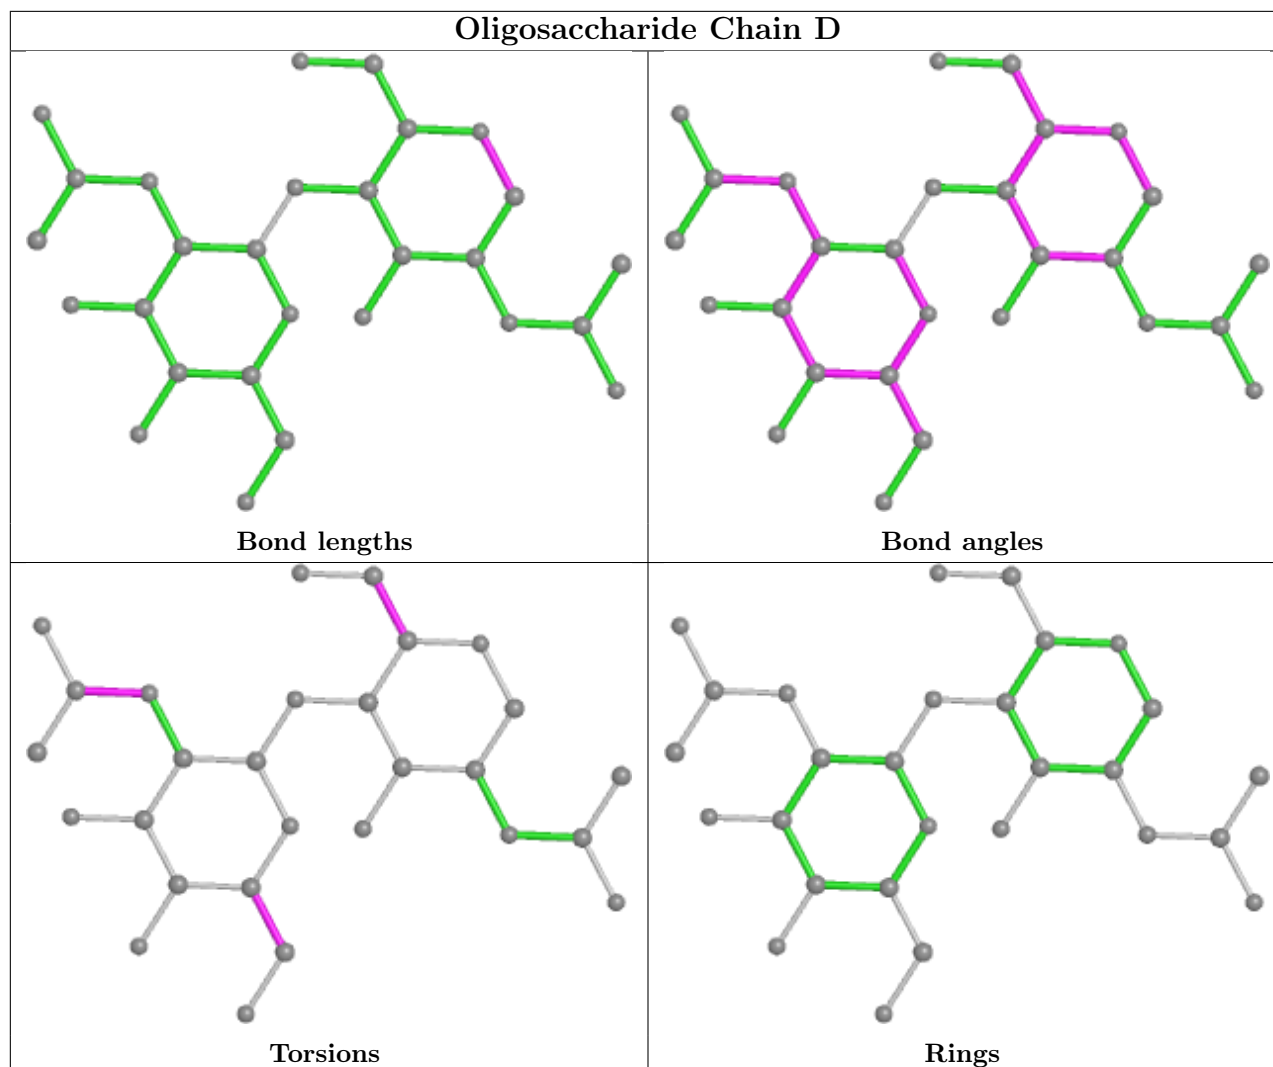 Oligosaccharide Chain D
Bond lengths
Bond angles
Torsions
Rings